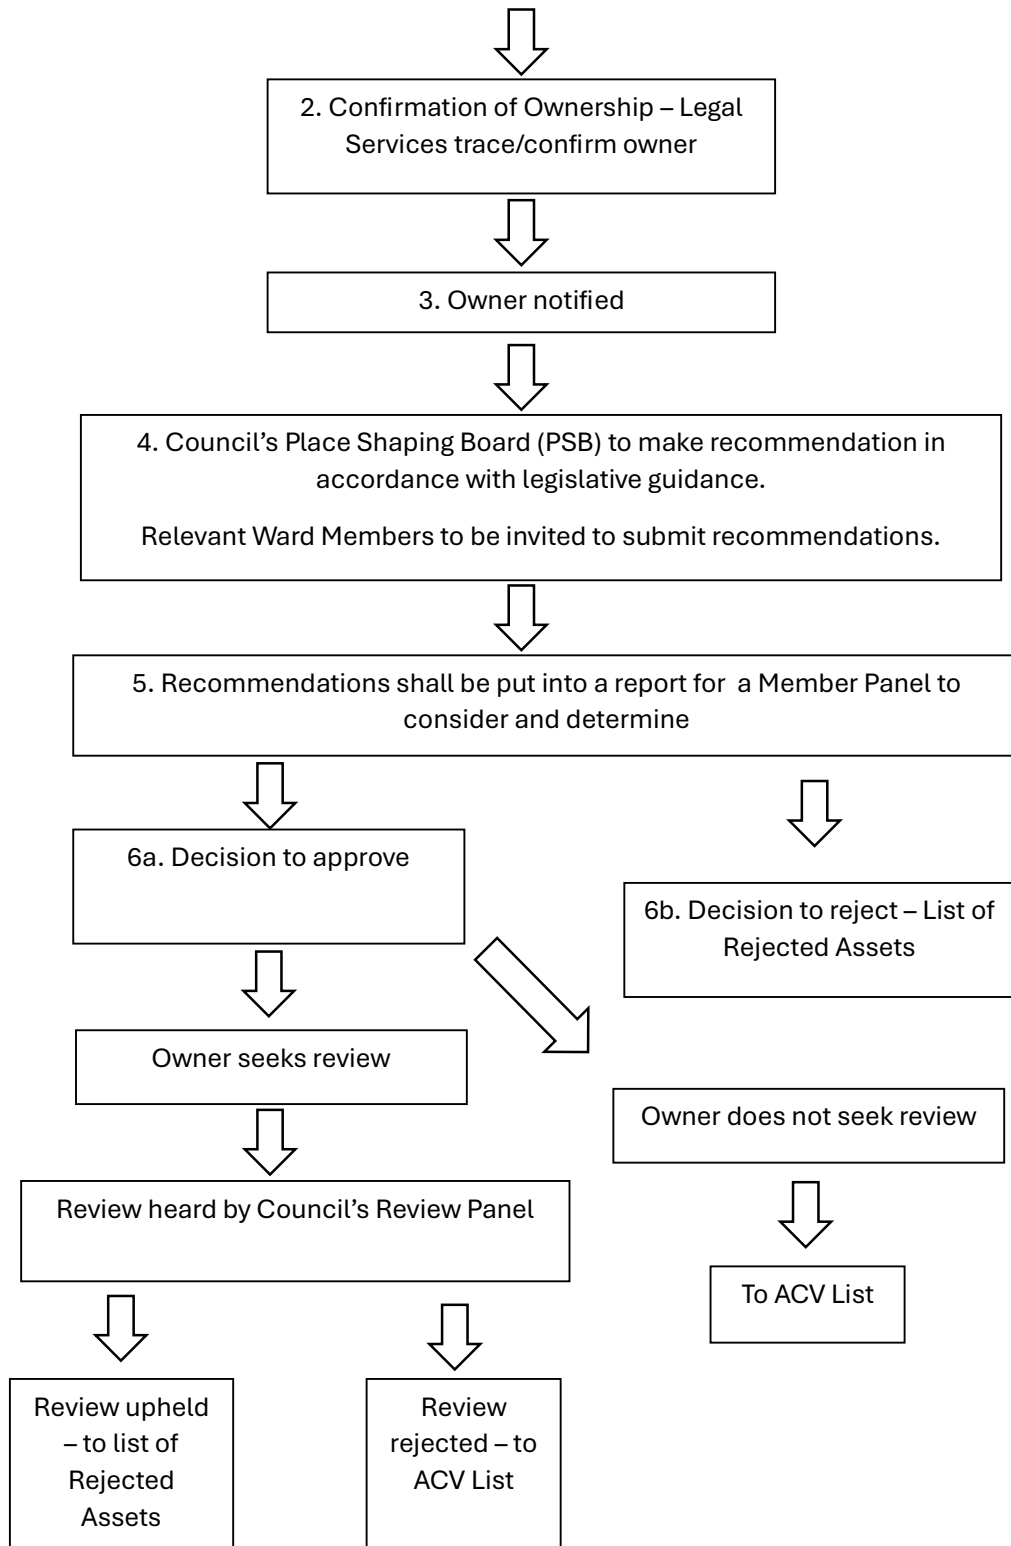 2. Confirmation of Ownership – Legal
Services trace/confirm owner
3. Owner notified
4. Council’s Place Shaping Board (PSB) to make recommendation in
accordance with legislative guidance.
Relevant Ward Members to be invited to submit recommendations.
5. Recommendations shall be put into a report for  a Member Panel to
consider and determine
6a. Decision to approve
6b. Decision to reject – List of
Rejected Assets
Owner seeks review
Owner does not seek review
Review heard by Council’s Review Panel
To ACV List
Review upheld
– to list of
Rejected
Assets
Review
rejected – to
ACV List